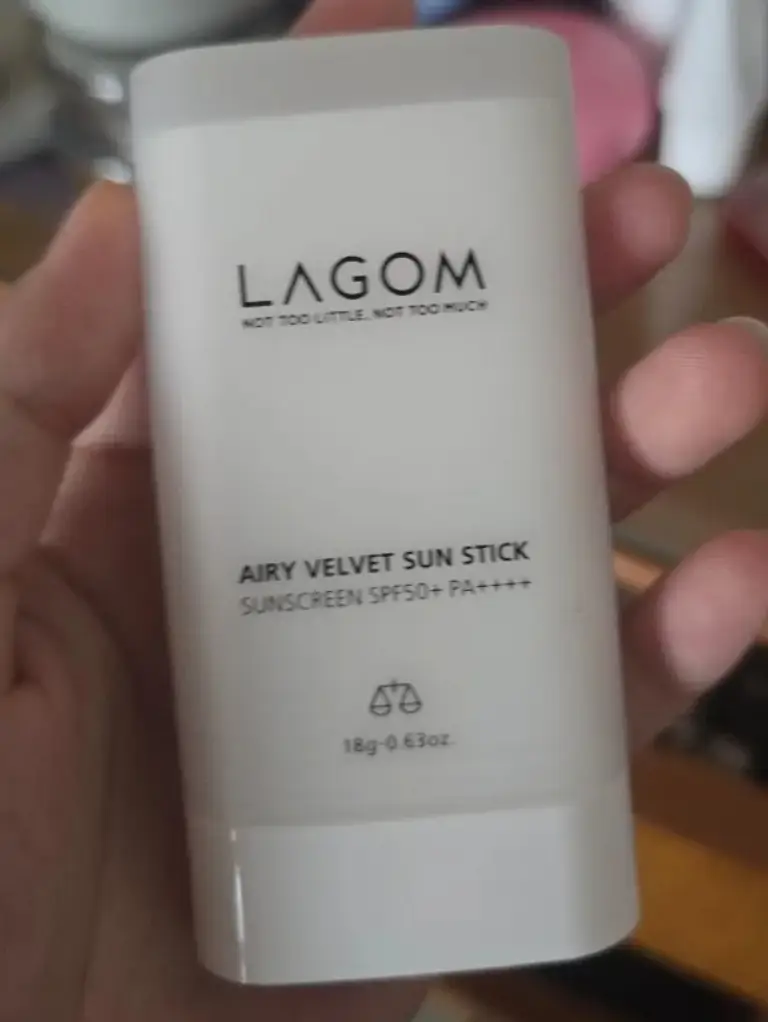 LAGOM
NOT TOO LITTLE, NOT TOO MUCH
AIRY VELVET SUN STICK
SUNSCREEN SPF50+ PA++++
18g-0.63oz.